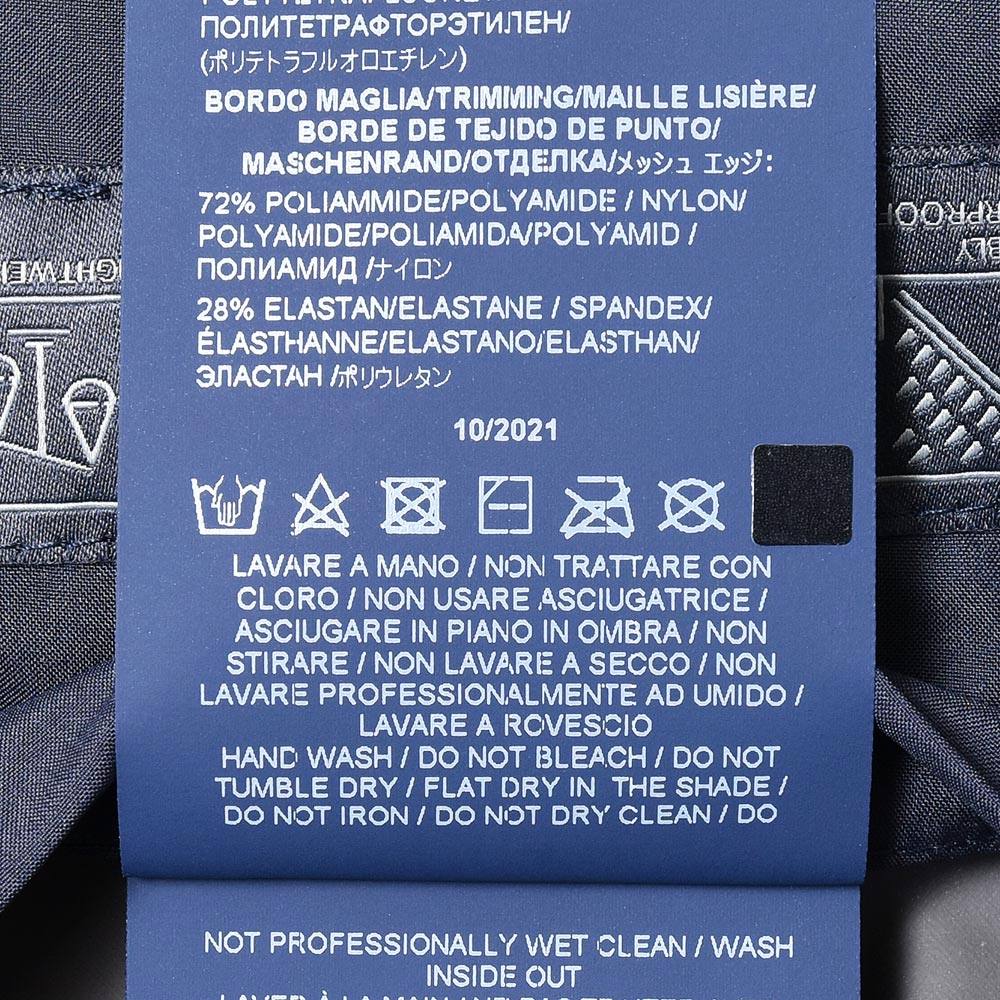 ПОЛИТЕТРАФТОРЭТИЛЕН/
(ポリテトラフルオロエチレン)
BORDO MAGLIA/TRIMMING/MAILLE LISIÈRE/
BORDE DE TEJIDO DE PUNTO/
MASCHENRAND/ОТДЕЛКА/メッシュ エッジ:
72% POLIAMMIDE/POLYAMIDE / NYLON/
POLYAMIDE/POLIAMIDA/POLYAMID /
ПОЛИАМИД /ナイロン
28% ELASTAN/ELASTANE / SPANDEX/
ÉLASTHANNE/ELASTANO/ELASTHAN/
ЭЛАСТАН /ポリウレタン
10/2021
LAVARE A MANO / NON TRATTARE CON
CLORO / NON USARE ASCIUGATRICE /
ASCIUGARE IN PIANO IN OMBRA / NON
STIRARE / NON LAVARE A SECCO / NON
LAVARE PROFESSIONALMENTE AD UMIDO /
LAVARE A ROVESCIO
HAND WASH / DO NOT BLEACH / DO NOT
TUMBLE DRY / FLAT DRY IN THE SHADE /
DO NOT IRON / DO NOT DRY CLEAN / DO
NOT PROFESSIONALLY WET CLEAN / WASH
INSIDE OUT